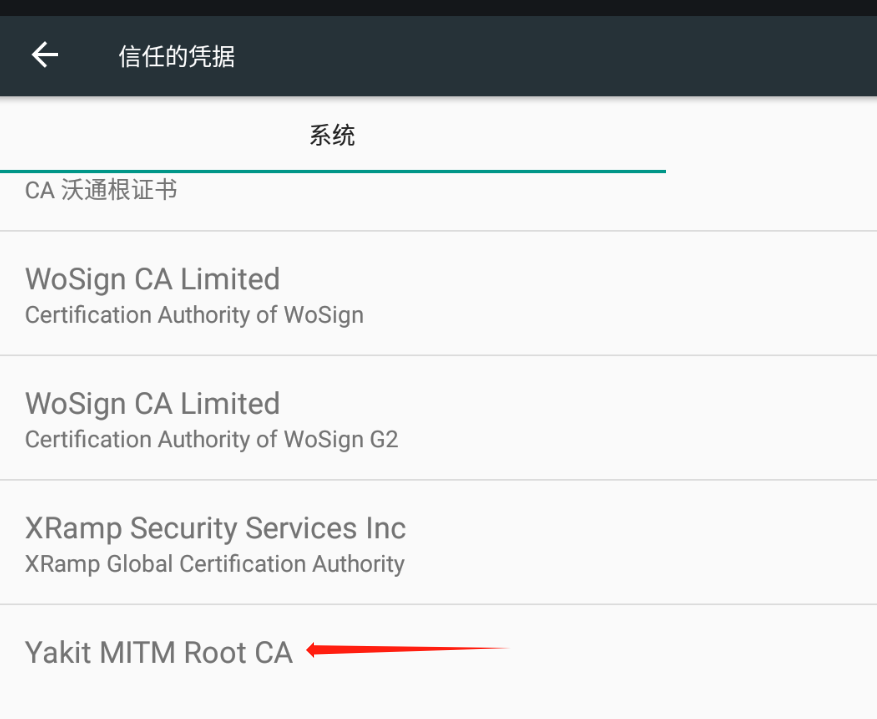 信任的凭据
系统
CA 沃通根证书
WoSign CA Limited
Certification Authority of WoSign
WoSign CA Limited
Certification Authority of WoSign G2
XRamp Security Services Inc
XRamp Global Certification Authority
Yakit MITM Root CA